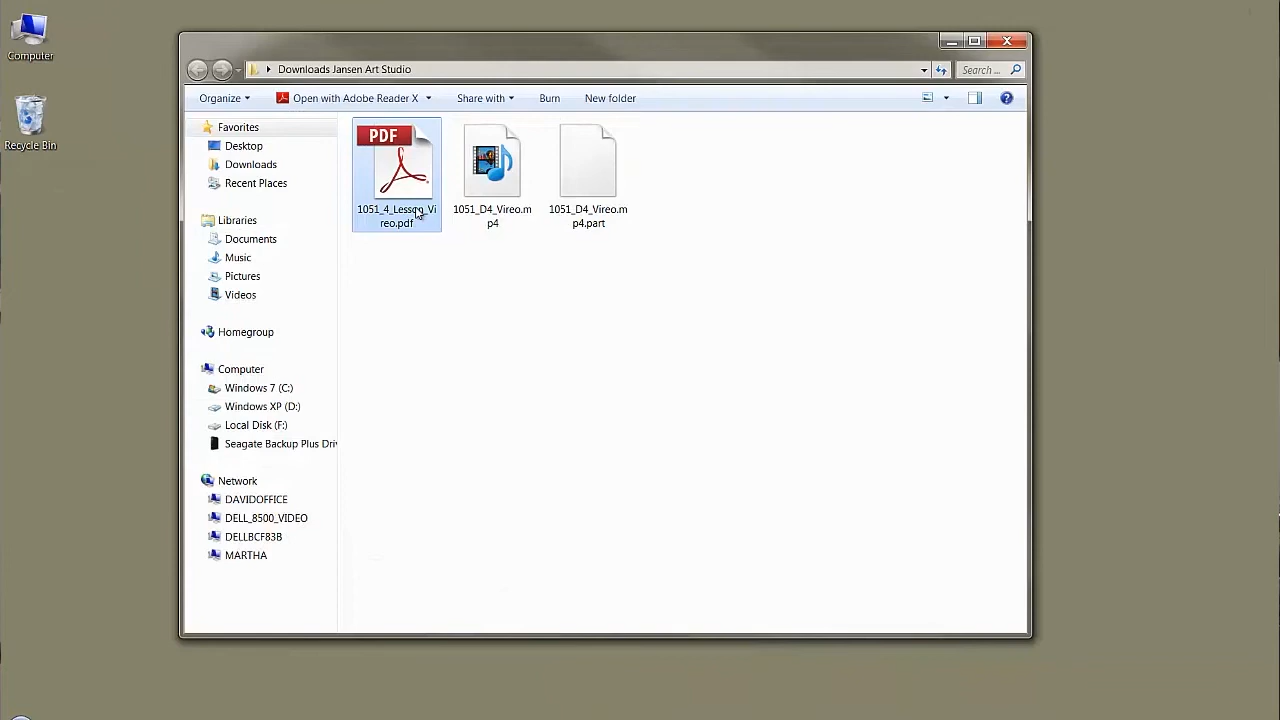 Computer
Recycle Bin
Downloads Jansen Art Studio
Search ...
Organize
Open with Adobe Reader X
Share with
Burn
New folder
Favorites
Desktop
Downloads
Recent Places
Libraries
Documents
Music
Pictures
Videos
Homegroup
Computer
Windows 7 (C:)
Windows XP (D:)
Local Disk (F:)
Seagate Backup Plus Dri
Network
DAVIDOFFICE
DELL_8500_VIDEO
DELLBCF83B
MARTHA
PDF
1051_4_Lesson_Vi
reo.pdf
1051_D4_Vireo.m
p4
1051_D4_Vireo.m
p4.part